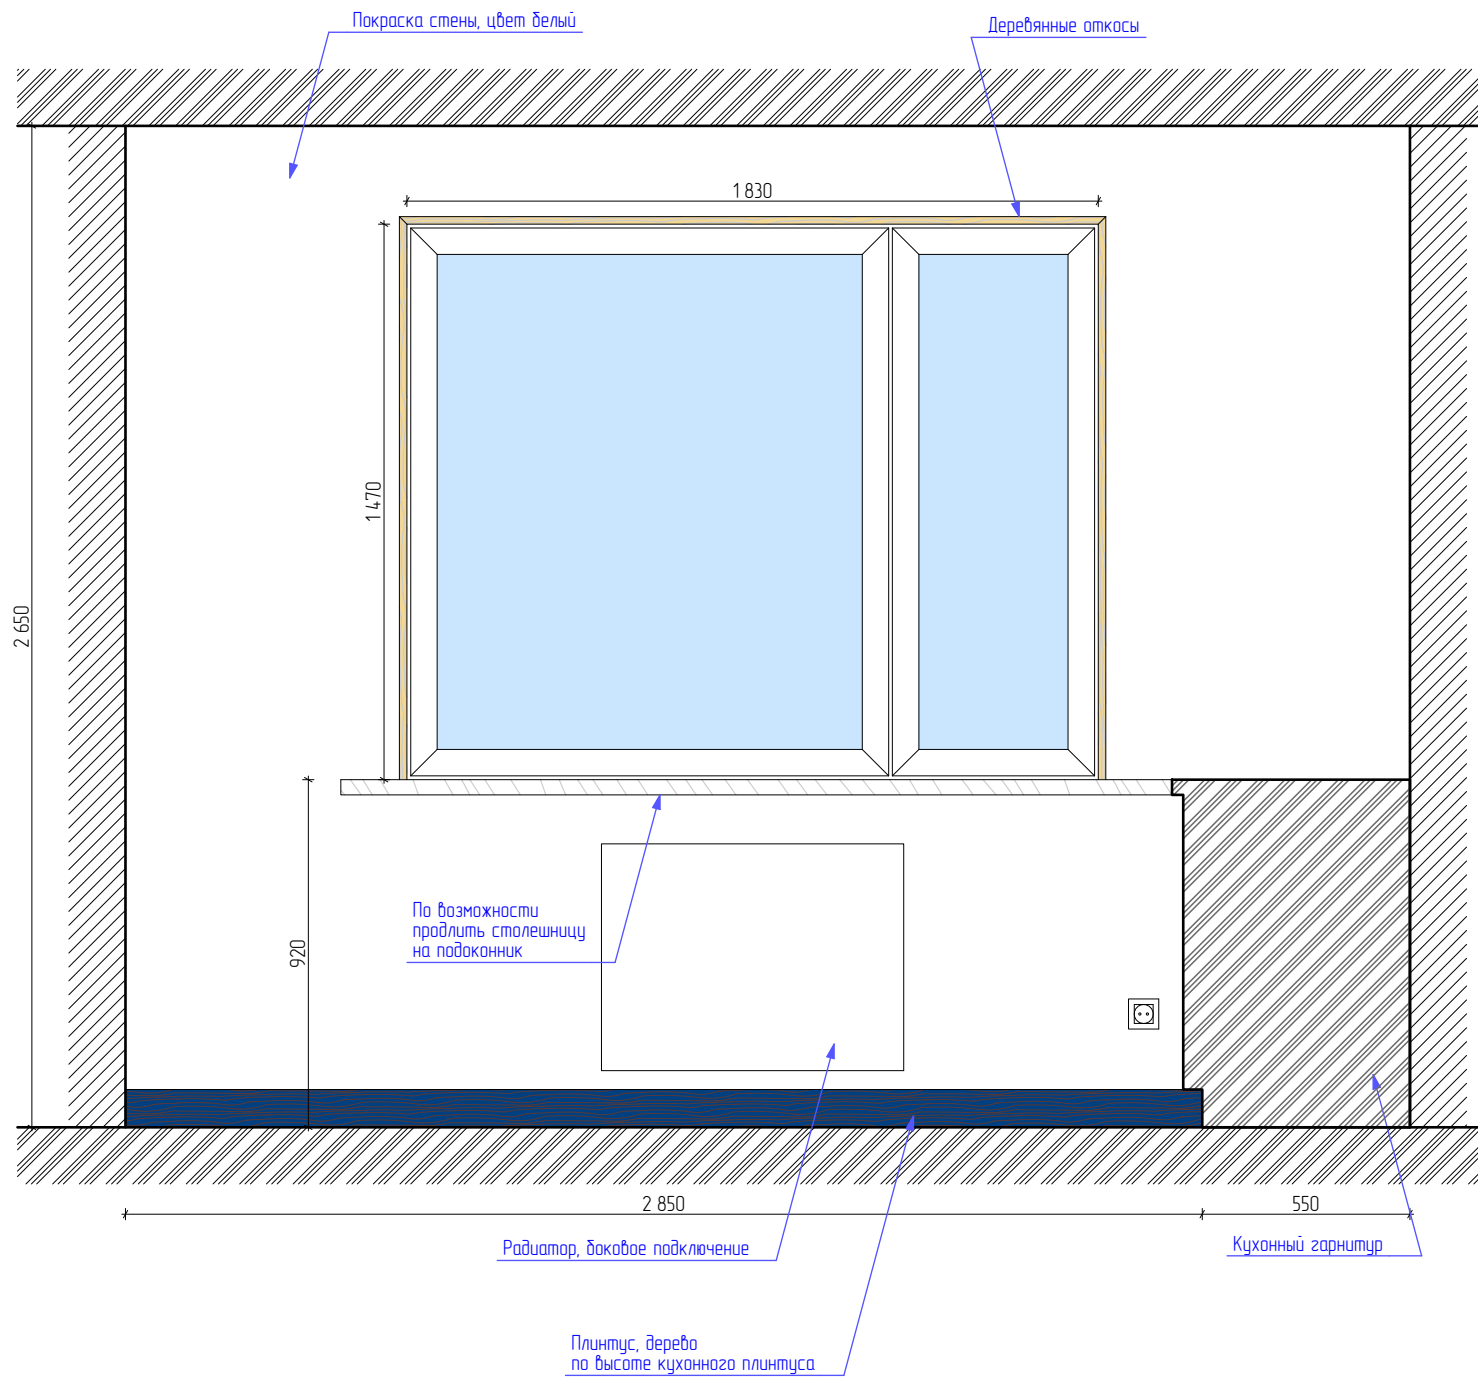 Покраска стены, цвет белый
Деревянные откосы
1 830
1 470
2 650
По возможности
продлить столешницу
на подоконник
920
2 850
550
Радиатор, боковое подключение
Кухонный гарнитур
Плинтус, дерево
по высоте кухонного плинтуса